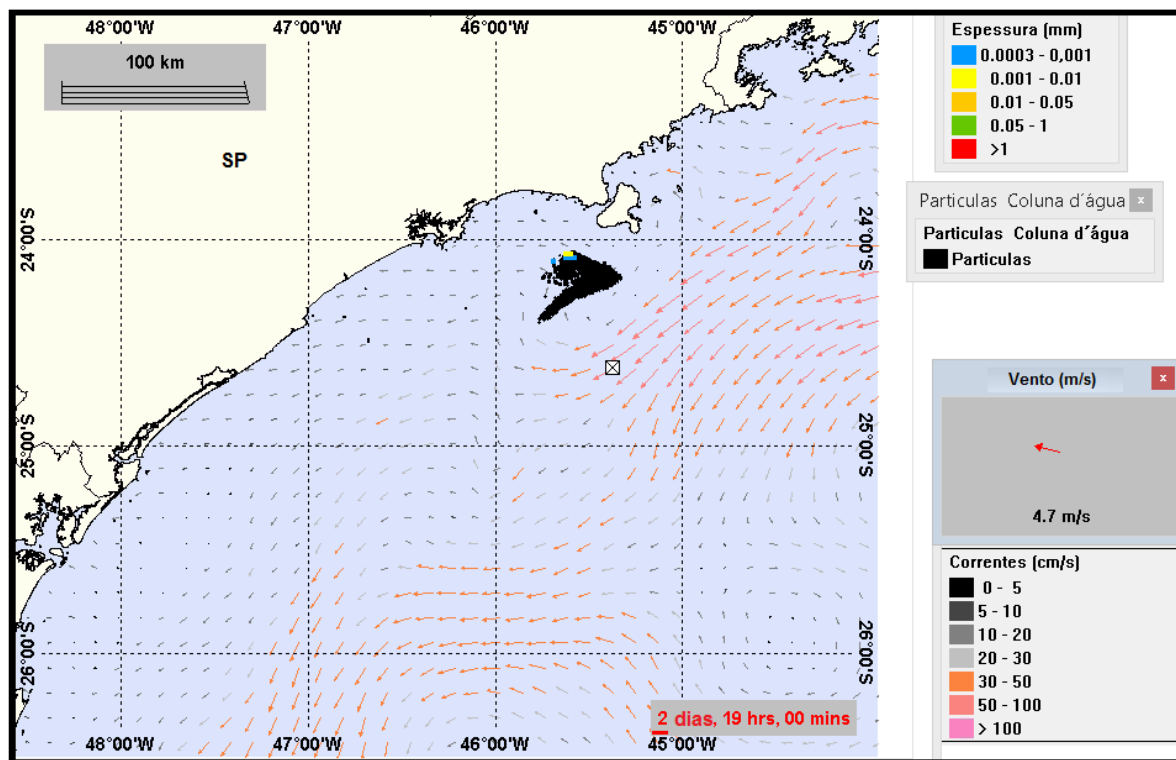 48°00'W 47°00'W 46°00'W 45°00'W
100 km
SP
24°00'S 24°00'S
25°00'S 25°00'S
26°00'S 26°00'S
2 dias, 19 hrs, 00 mins
48°00'W 47°00'W 46°00'W 45°00'W
Espessura (mm)
0.0003 - 0,001
0.001 - 0.01
0.01 - 0.05
0.05 - 1
>1
Particulas Coluna d´água x
Particulas Coluna d´água
Particulas
Vento (m/s) x
4.7 m/s
Correntes (cm/s)
0 - 5
5 - 10
10 - 20
20 - 30
30 - 50
50 - 100
> 100